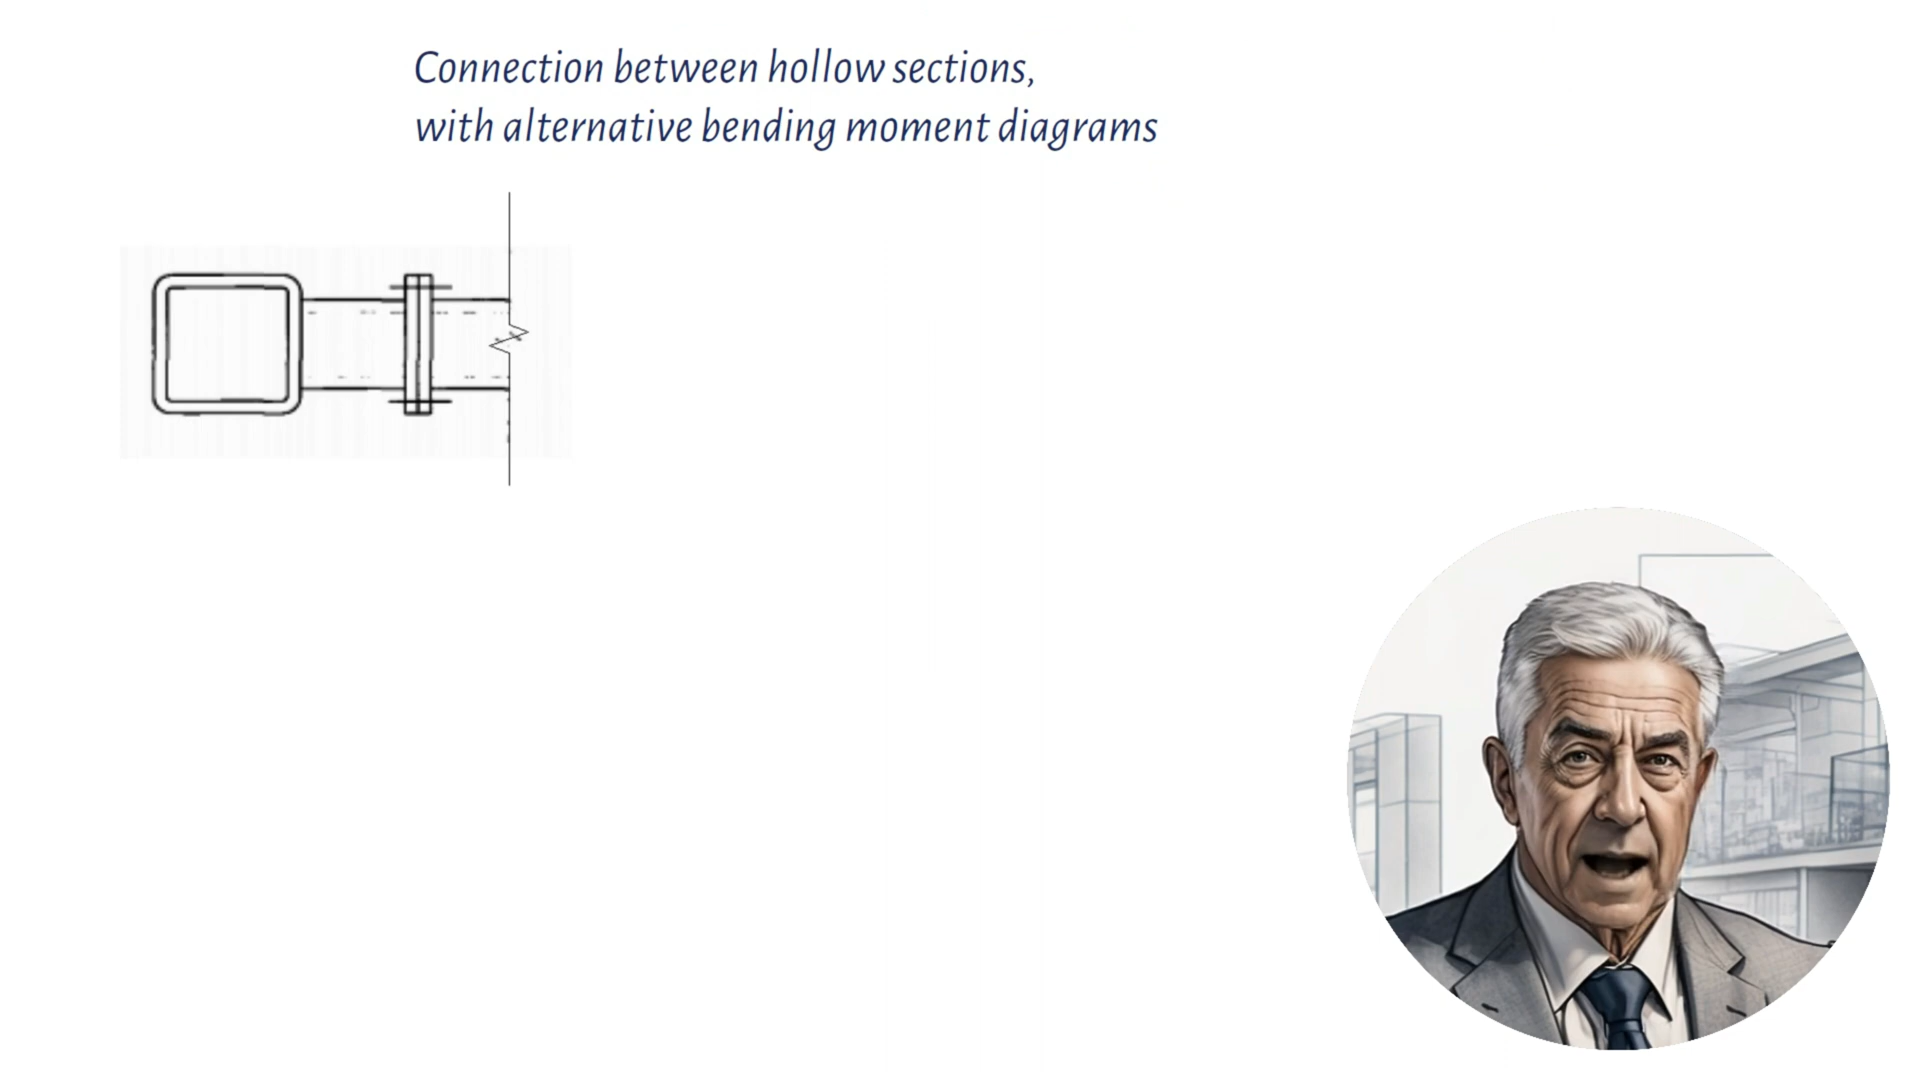 Connection between hollow sections,
with alternative bending moment diagrams